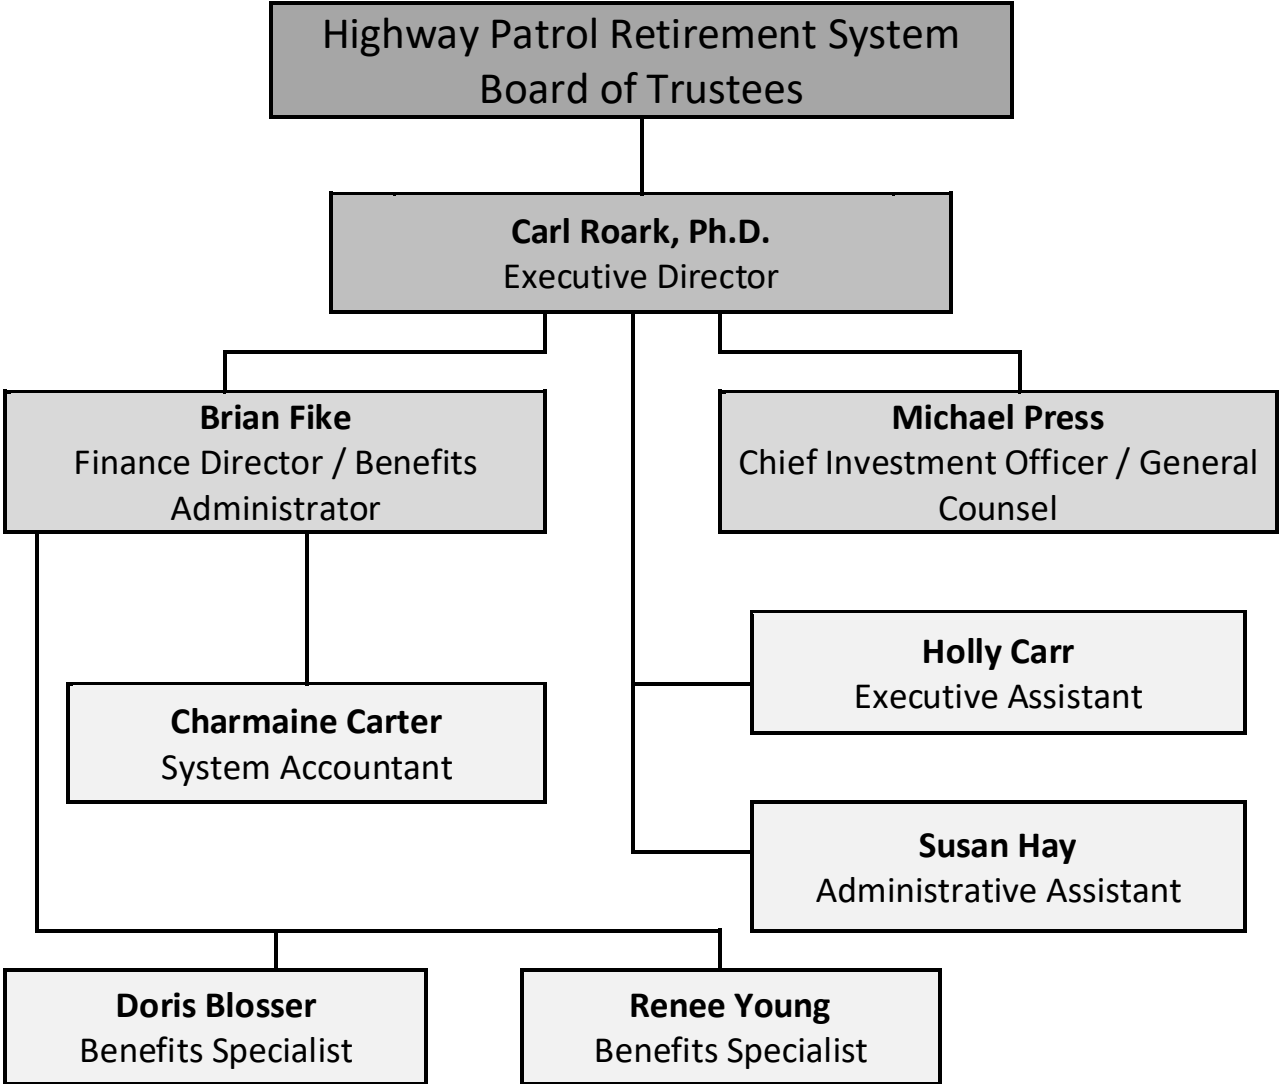 Highway Patrol Retirement System
Board of Trustees
Carl Roark, Ph.D.
Executive Director
Brian Fike
Finance Director / Benefits
Administrator
Michael Press
Chief Investment Officer / General
Counsel
Holly Carr
Executive Assistant
Charmaine Carter
System Accountant
Susan Hay
Administrative Assistant
Doris Blosser
Benefits Specialist
Renee Young
Benefits Specialist